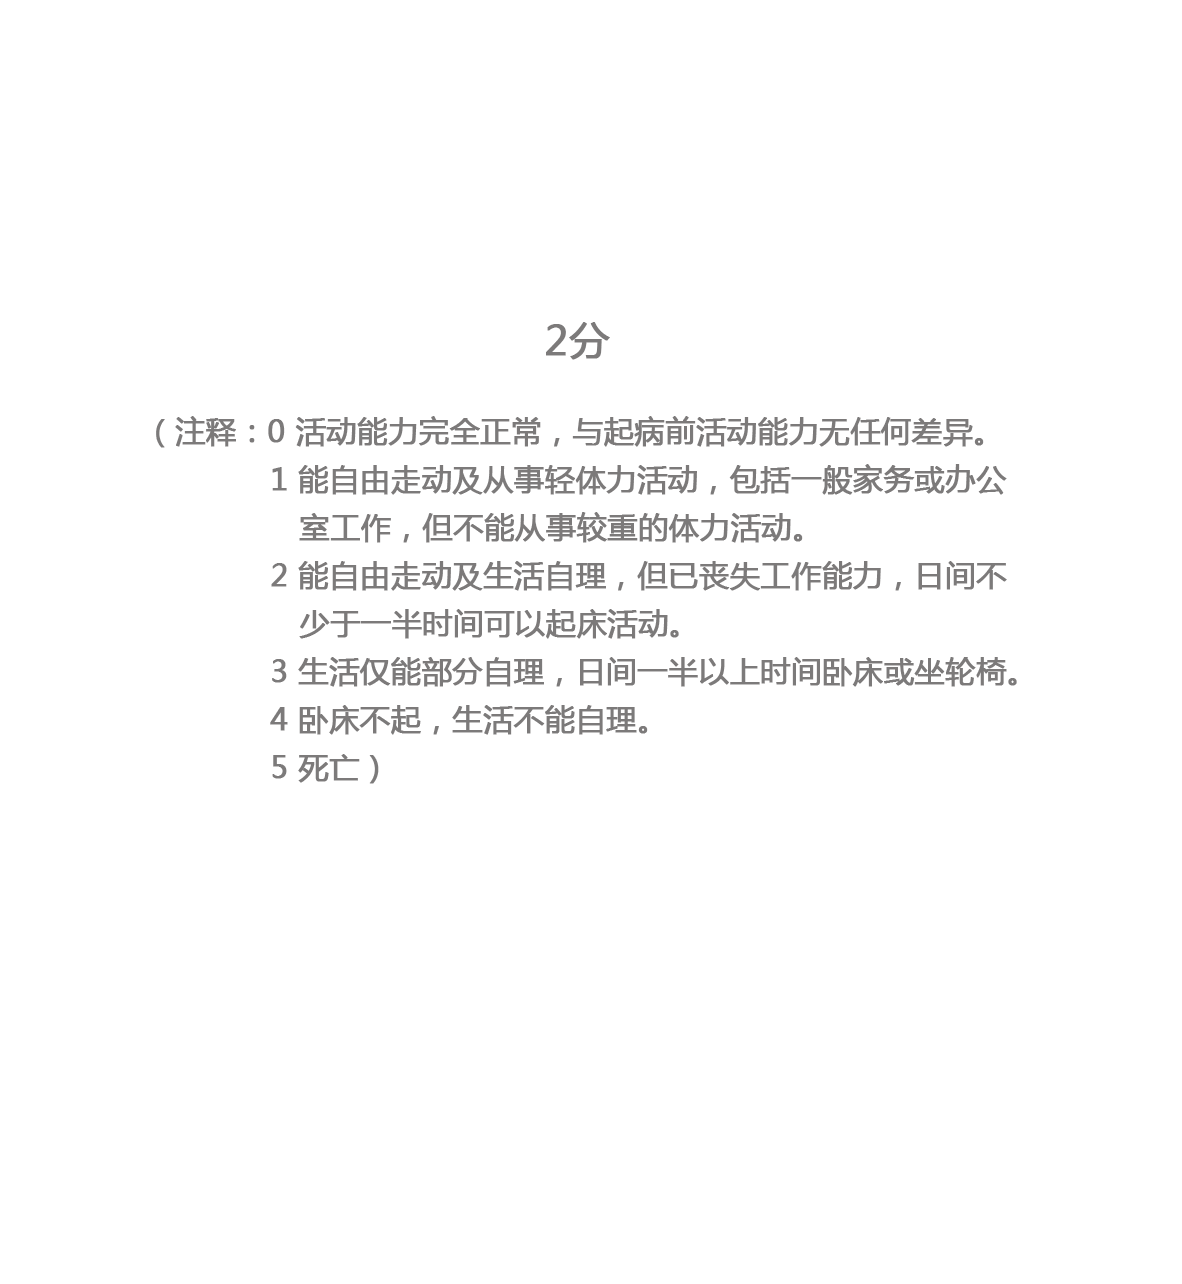 2分
（注释：0 活动能力完全正常，与起病前活动能力无任何差异。
1 能自由走动及从事轻体力活动，包括一般家务或办公
室工作，但不能从事较重的体力活动。
2 能自由走动及生活自理，但已丧失工作能力，日间不
少于一半时间可以起床活动。
3 生活仅能部分自理，日间一半以上时间卧床或坐轮椅。
4 卧床不起，生活不能自理。
5 死亡）